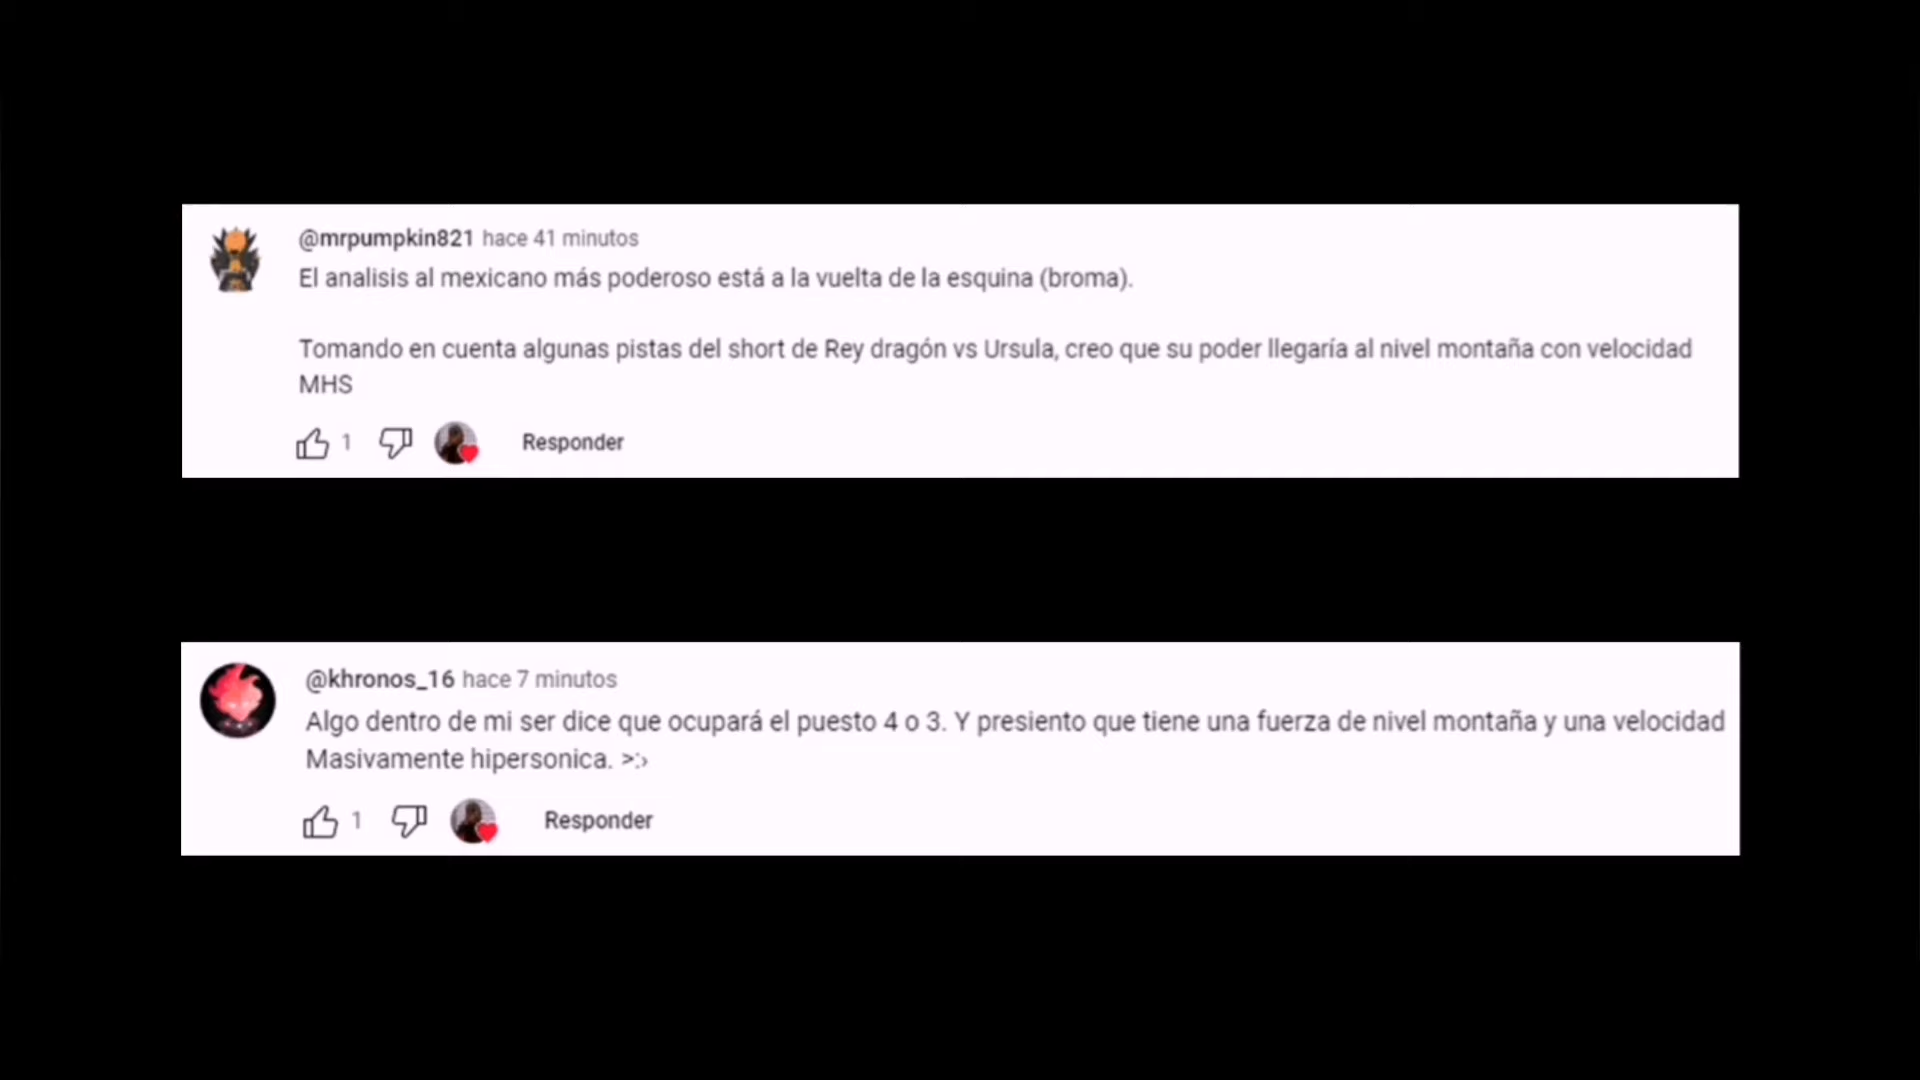 @mrpumpkin821 hace 41 minutos
El analisis al mexicano más poderoso está a la vuelta de la esquina (broma).
Tomando en cuenta algunas pistas del short de Rey dragón vs Ursula, creo que su poder llegaría al nivel montaña con velocidad
MHS
1 Responder
@khronos_16 hace 7 minutos
Algo dentro de mi ser dice que ocupará el puesto 4 o 3. Y presiento que tiene una fuerza de nivel montaña y una velocidad
Masivamente hipersonica. >:›
1 Responder